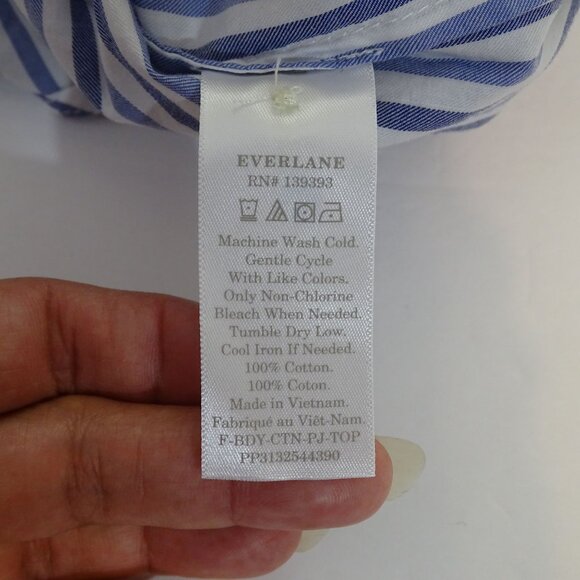 EVERLANE
RN# 139393
Machine Wash Cold.
Gentle Cycle
With Like Colors.
Only Non-Chlorine
Bleach When Needed.
Tumble Dry Low.
Cool Iron If Needed.
100% Cotton.
100% Coton.
Made in Vietnam.
Fabriqué au Viêt-Nam.
F-BDY-CTN-PJ-TOP
PP3132544390